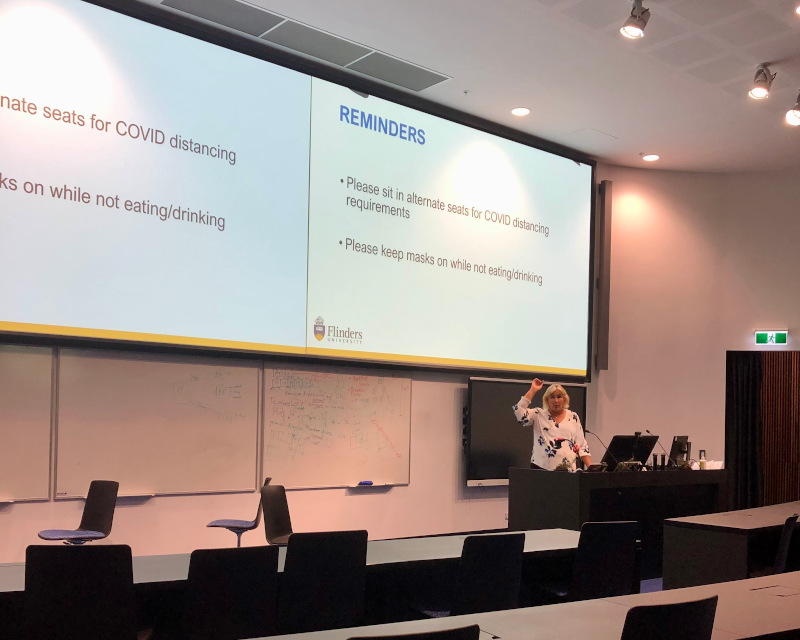 nate seats for COVID distancing
ks on while not eating/drinking
REMINDERS
• Please sit in alternate seats for COVID distancing
requirements
• Please keep masks on while not eating/drinking
Flinders
UNIVERSITY